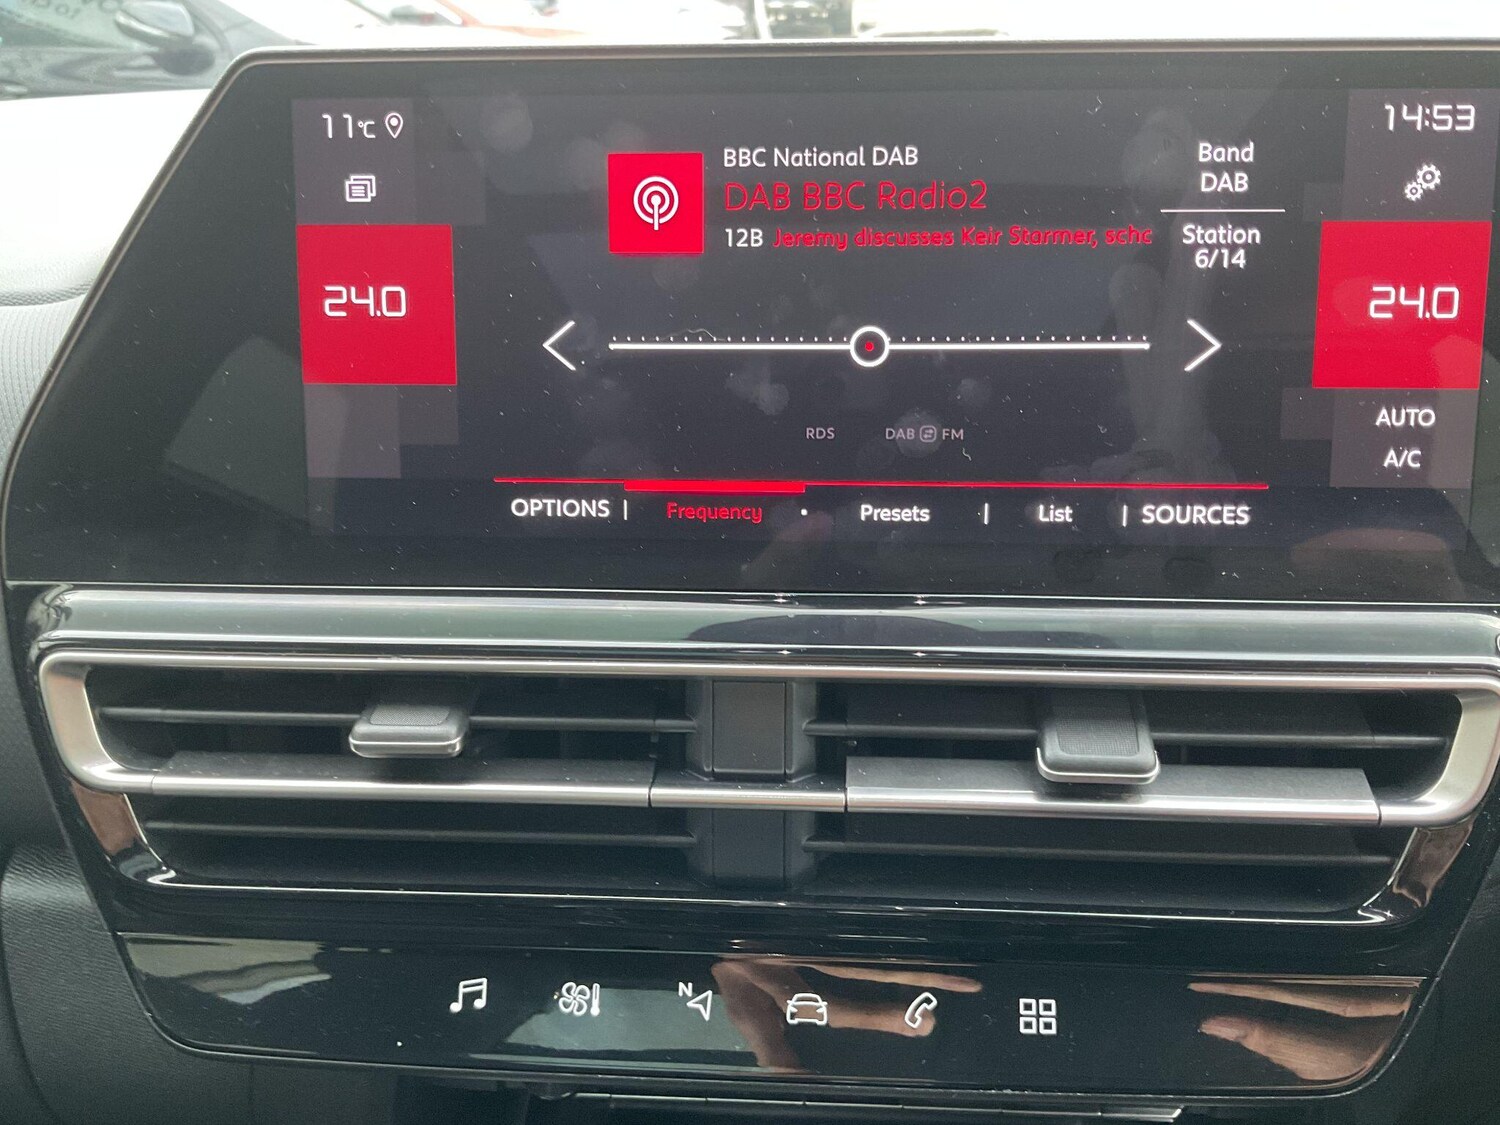 11°C
14:53
BBC National DAB
DAB BBC Radio2
12B Jeremy discusses Keir Starmer, schc
Band
DAB
Station
6/14
24.0
24.0
RDS DAB FM
AUTO
A/C
OPTIONS | Frequency • Presets | List | SOURCES
N